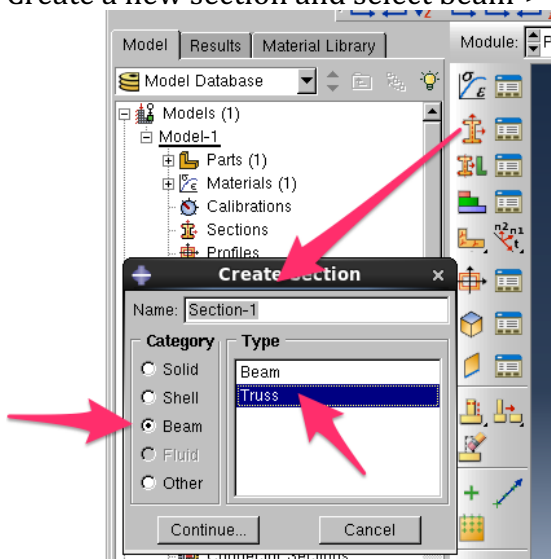 Create a new section and select beam >
Model Results Material Library Module:
Model Database
Models (1)
Model-1
Parts (1)
Materials (1)
Calibrations
Sections
Profiles
n2 n1
t
Create Section
Name: Section-1
Category Type
Solid Beam
Shell Truss
Beam
Fluid
Other
Continue... Cancel